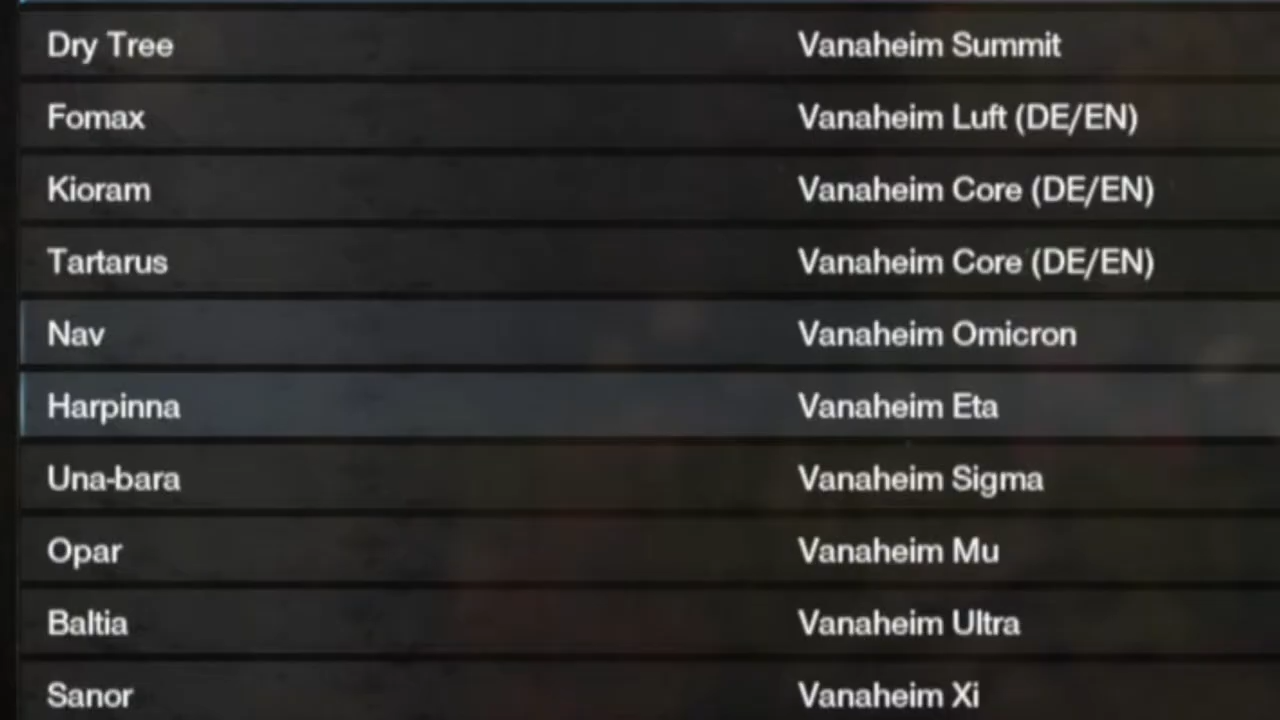 Dry Tree Vanaheim Summit
Fomax Vanaheim Luft (DE/EN)
Kioram Vanaheim Core (DE/EN)
Tartarus Vanaheim Core (DE/EN)
Nav Vanaheim Omicron
Harpinna Vanaheim Eta
Una-bara Vanaheim Sigma
Opar Vanaheim Mu
Baltia Vanaheim Ultra
Sanor Vanaheim Xi